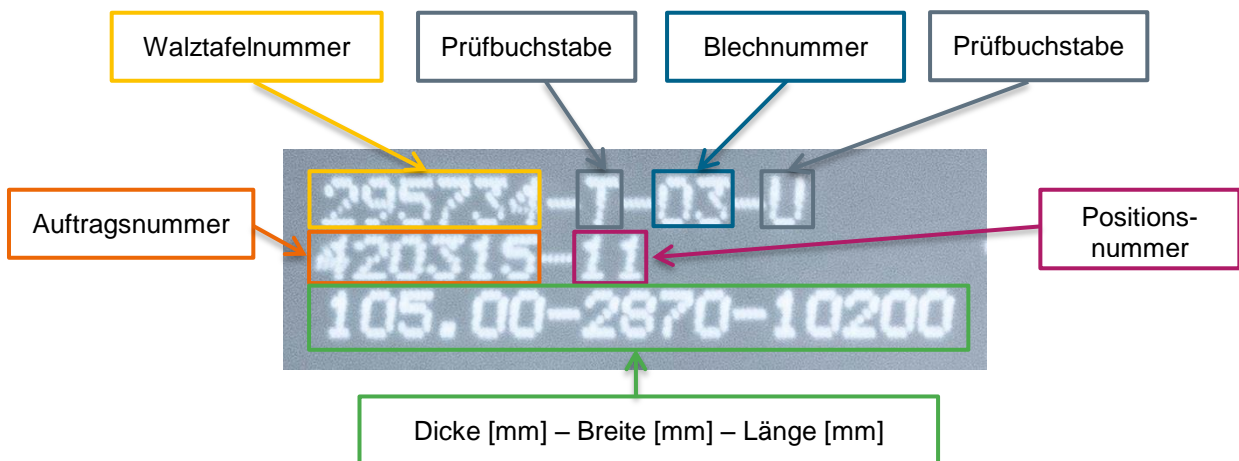 Walztafelnummer
Prüfbuchstabe
Blechnummer
Prüfbuchstabe
295734-T-03-U
Auftragsnummer
420315-11
Positions-
nummer
105.00-2870-10200
Dicke [mm] – Breite [mm] – Länge [mm]